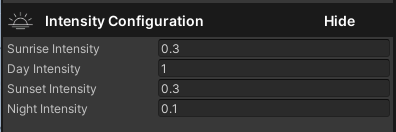 Intensity Configuration Hide
Sunrise Intensity 0.3
Day Intensity 1
Sunset Intensity 0.3
Night Intensity 0.1